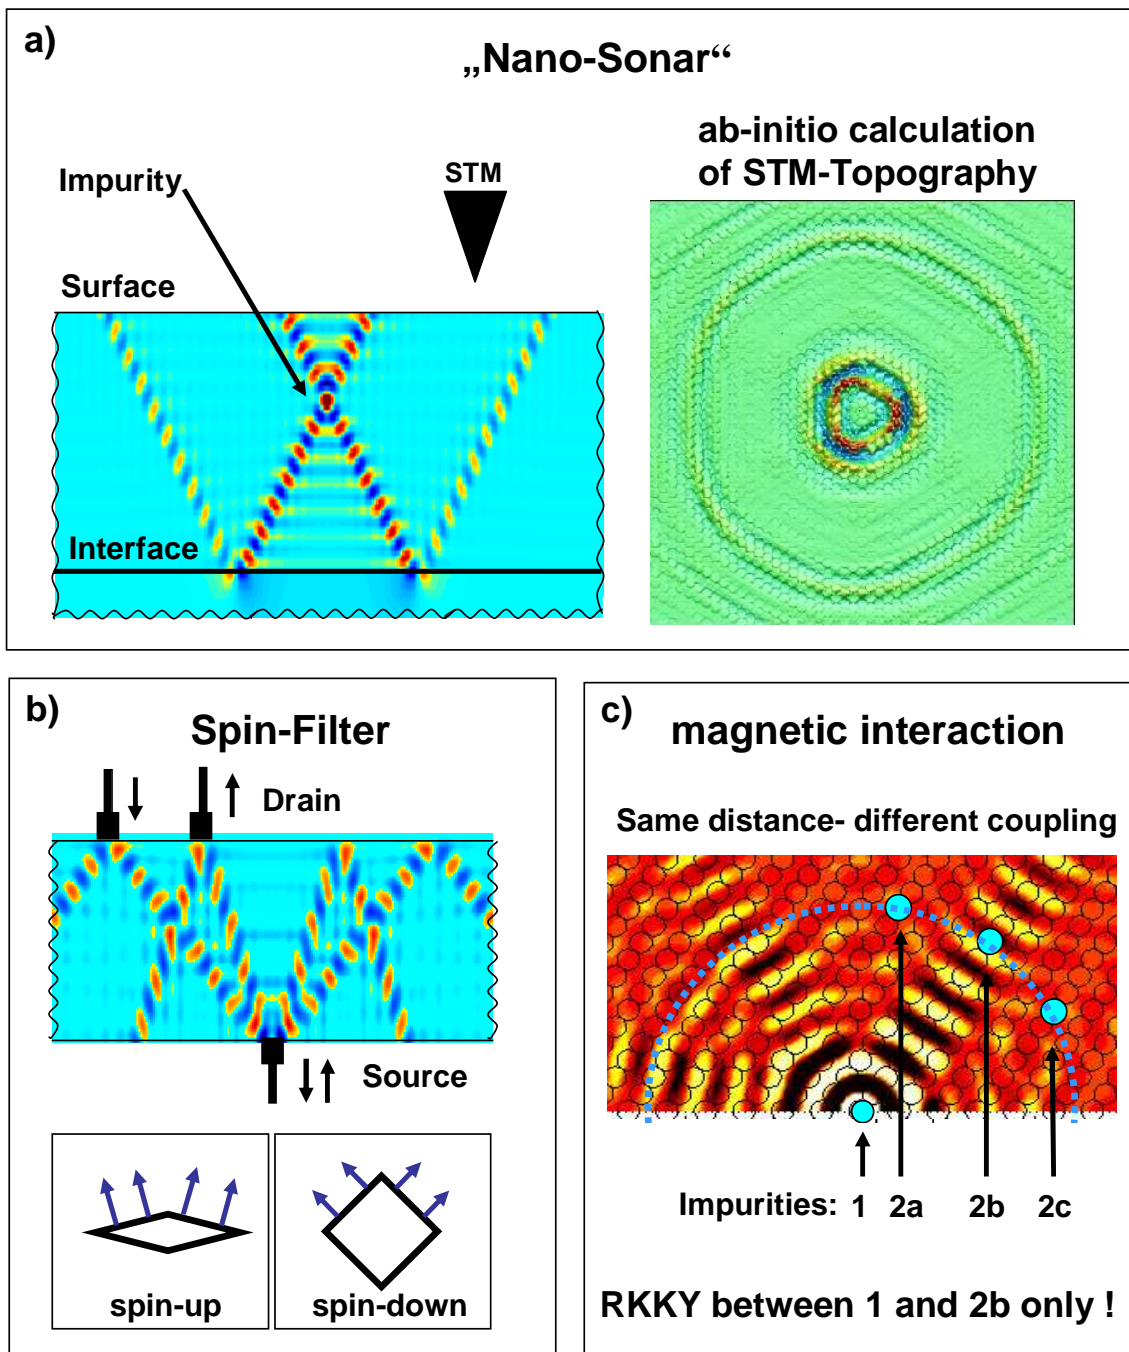 a)
„Nano-Sonar“
ab-initio calculation
of STM-Topography
Impurity
STM
Surface
Interface
b)
Spin-Filter
Drain
Source
spin-up
spin-down
c)
magnetic interaction
Same distance- different coupling
Impurities: 1 2a 2b 2c
RKKY between 1 and 2b only !